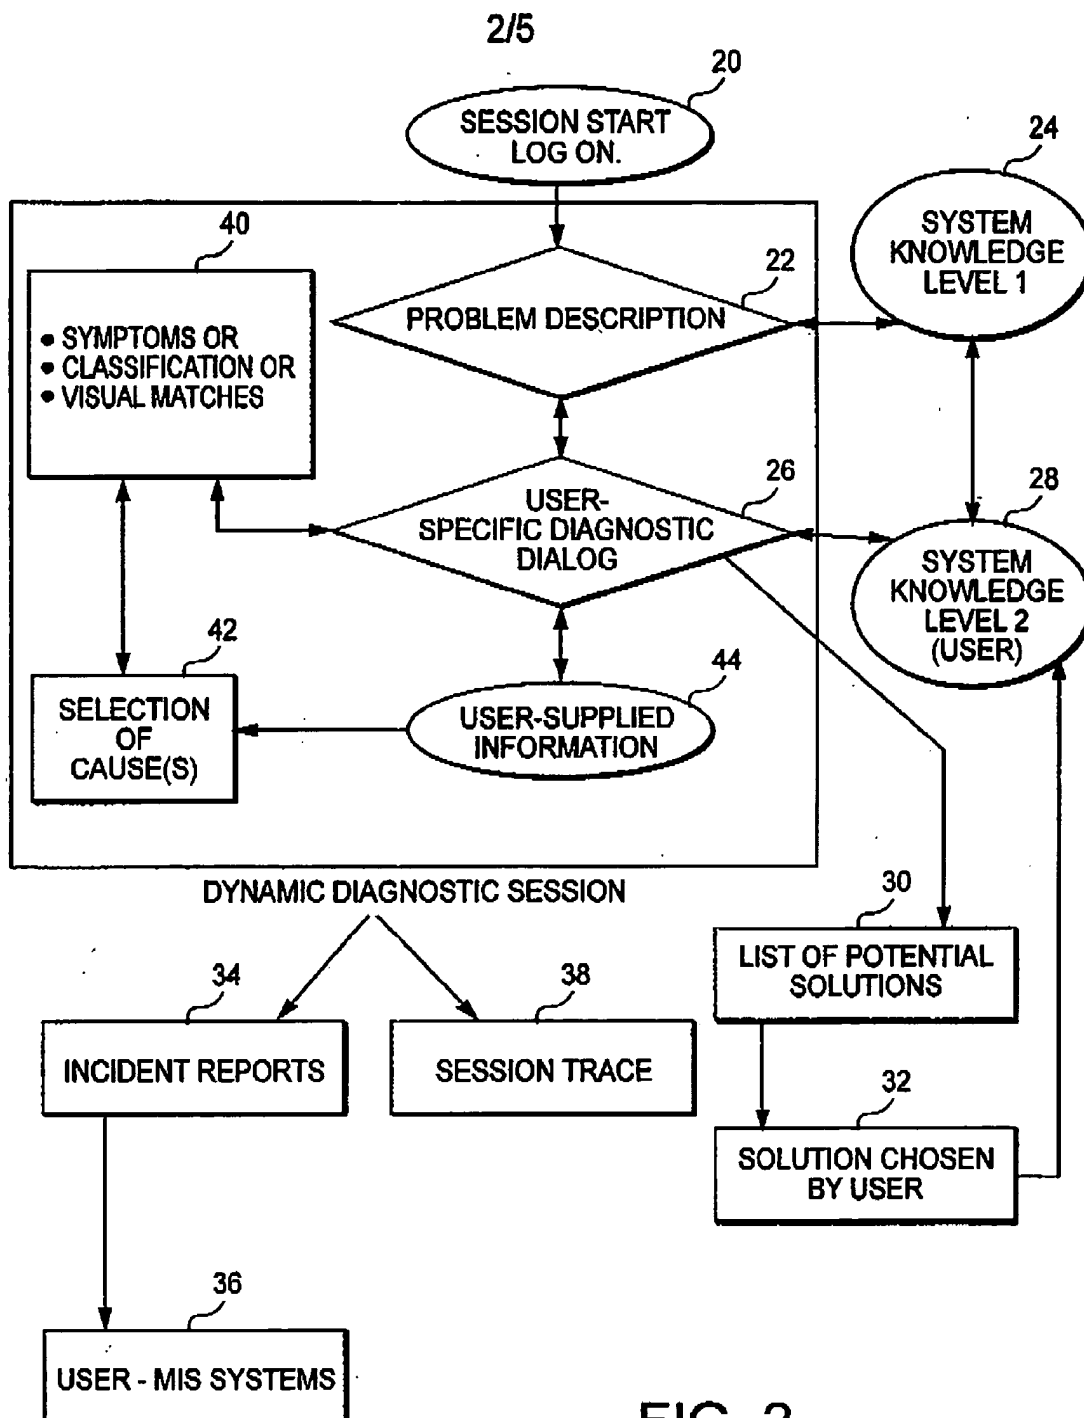 2/5
20
SESSION START
LOG ON.
24
SYSTEM
KNOWLEDGE
LEVEL 1
40
• SYMPTOMS OR
• CLASSIFICATION OR
• VISUAL MATCHES
22
PROBLEM DESCRIPTION
26
USER-
SPECIFIC DIAGNOSTIC
DIALOG
28
SYSTEM
KNOWLEDGE
LEVEL 2
(USER)
42
SELECTION
OF
CAUSE(S)
44
USER-SUPPLIED
INFORMATION
DYNAMIC DIAGNOSTIC SESSION
30
LIST OF POTENTIAL
SOLUTIONS
34
INCIDENT REPORTS
38
SESSION TRACE
32
SOLUTION CHOSEN
BY USER
36
USER - MIS SYSTEMS
FIG. 2